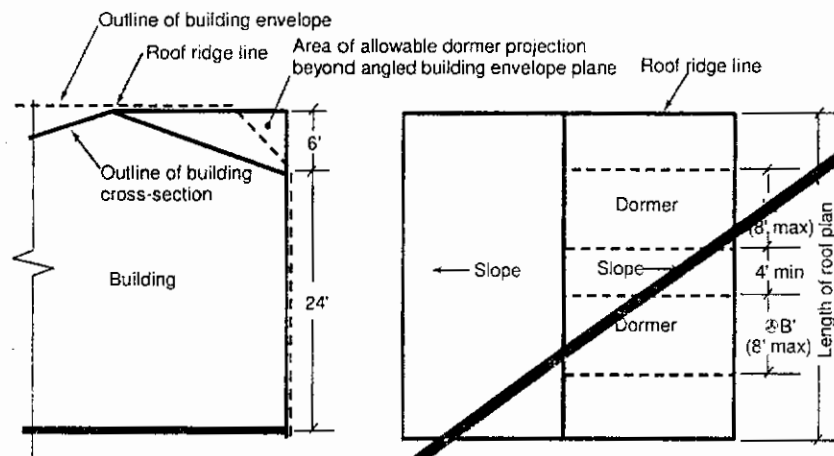 Outline of building envelope
Roof ridge line
Area of allowable dormer projection
beyond angled building envelope plane
Outline of building
cross-section
Building
6'
24'
Roof ridge line
Dormer
(8' max)
Slope
Slope
4' min
Dormer
B'
(8' max)
Length of roof plan